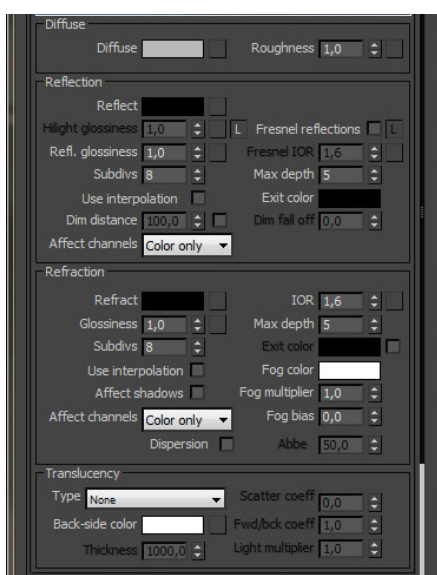 Diffuse
Diffuse Roughness 1,0
Reflection
Reflect
Hilight glossiness 1,0 L Fresnel reflections L
Refl. glossiness 1,0 Fresnel IOR 1,6
Subdivs 8 Max depth 5
Use interpolation Exit color
Dim distance 100,0 Dim fall off 0,0
Affect channels Color only
Refraction
Refract IOR 1,6
Glossiness 1,0 Max depth 5
Subdivs 8 Exit color
Use interpolation Fog color
Affect shadows Fog multiplier 1,0
Affect channels Color only Fog bias 0,0
Dispersion Abbe 50,0
Translucency
Type None Scatter coeff 0,0
Back-side color Fwd/bck coeff 1,0
Thickness 1000,0 Light multiplier 1,0